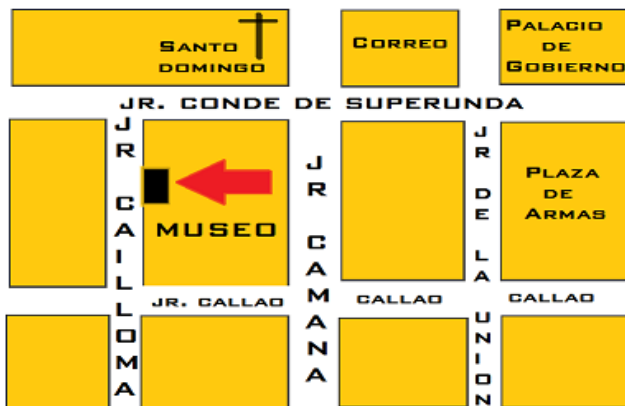 SANTO
DOMINGO
CORREO
PALACIO
DE
GOBIERNO
JR. CONDE DE SUPERUNDA
JR CAILLOMA
MUSEO
JR CAMANA
JR DE LA UNION
PLAZA
DE
ARMAS
JR. CALLAO
CALLAO
CALLAO